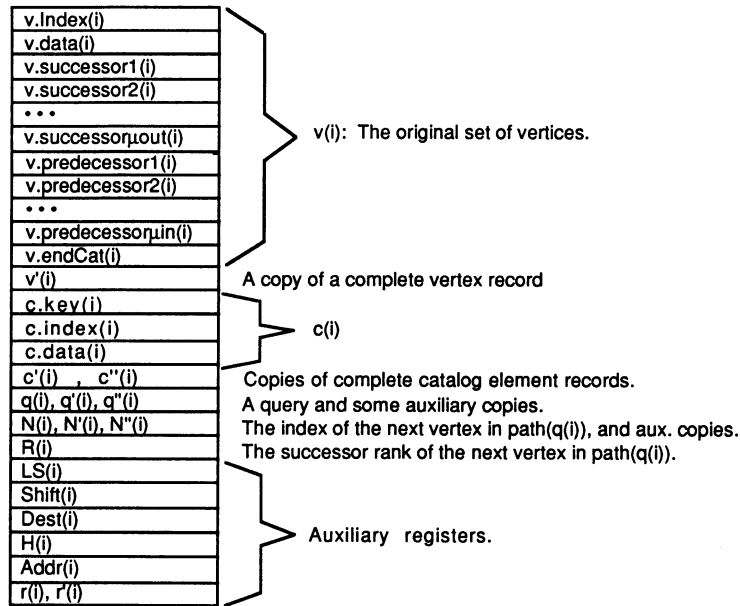 v.Index(i)
v.data(i)
v.successor1(i)
v.successor2(i)
•••
v.successorμout(i)
v(i): The original set of vertices.
v.predecessor1(i)
v.predecessor2(i)
•••
v.predecessorμin(i)
v.endCat(i)
v'(i) A copy of a complete vertex record
c.key(i)
c.index(i) c(i)
c.data(i)
c'(i) , c"(i) Copies of complete catalog element records.
q(i), q'(i), q"(i) A query and some auxiliary copies.
N(i), N'(i), N"(i) The index of the next vertex in path(q(i)), and aux. copies.
R(i) The successor rank of the next vertex in path(q(i)).
LS(i)
Shift(i)
Dest(i) Auxiliary registers.
H(i)
Addr(i)
r(i), r'(i)